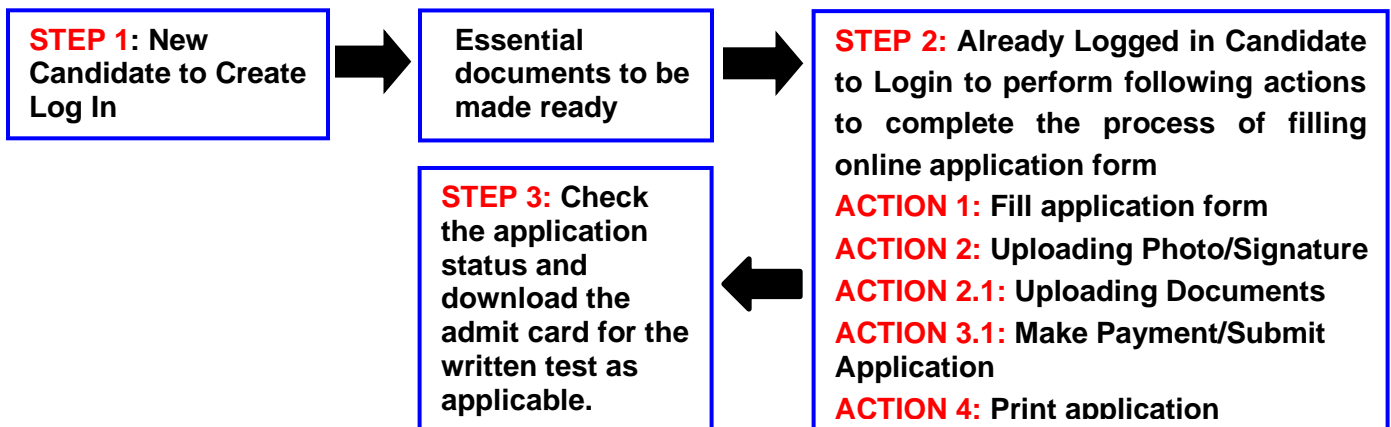 STEP 1: New
Candidate to Create
Log In
Essential
documents to be
made ready
STEP 2: Already Logged in Candidate
to Login to perform following actions
to complete the process of filling
online application form
ACTION 1: Fill application form
ACTION 2: Uploading Photo/Signature
ACTION 2.1: Uploading Documents
ACTION 3.1: Make Payment/Submit
Application
ACTION 4: Print application
STEP 3: Check
the application
status and
download the
admit card for the
written test as
applicable.